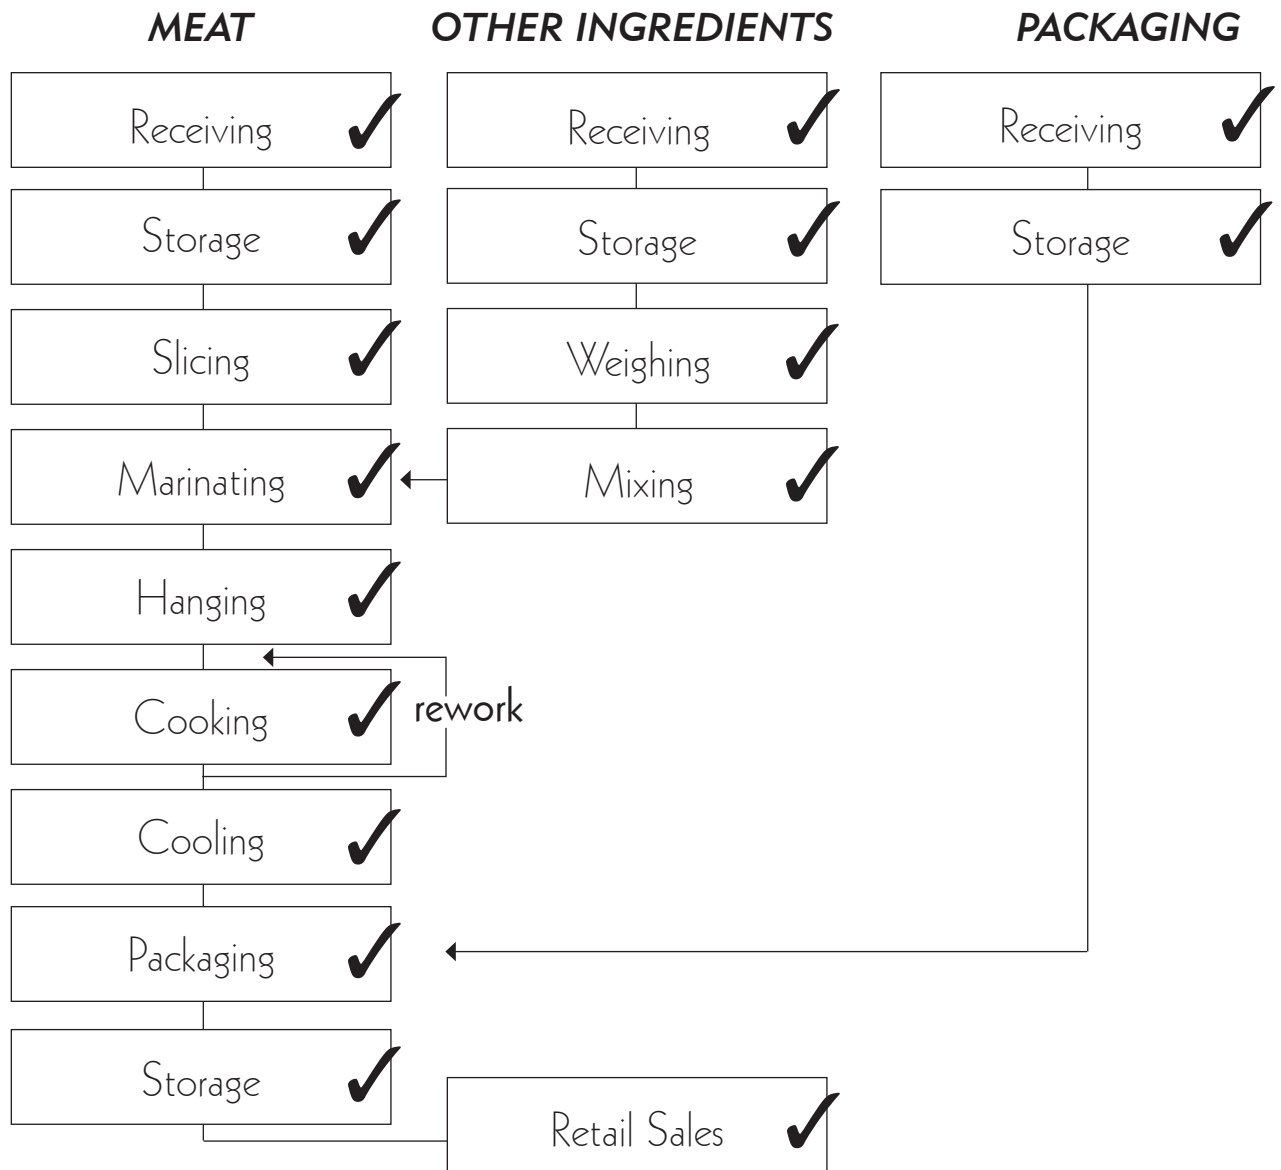 MEAT
OTHER INGREDIENTS
PACKAGING
Receiving
Receiving
Receiving
Storage
Storage
Storage
Slicing
Weighing
Marinating
Mixing
Hanging
Cooking
rework
Cooling
Packaging
Storage
Retail Sales